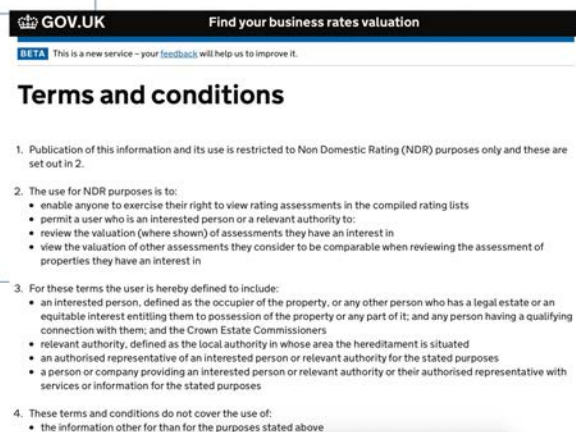 GOV.UK
Find your business rates valuation
BETA This is a new service – your feedback will help us to improve it.
Terms and conditions
1. Publication of this information and its use is restricted to Non Domestic Rating (NDR) purposes only and these are
set out in 2.
2. The use for NDR purposes is to:
• enable anyone to exercise their right to view rating assessments in the compiled rating lists
• permit a user who is an interested person or a relevant authority to:
• review the valuation (where shown) of assessments they have an interest in
• view the valuation of other assessments they consider to be comparable when reviewing the assessment of
properties they have an interest in
3. For these terms the user is hereby defined to include:
• an interested person, defined as the occupier of the property, or any other person who has a legal estate or an
equitable interest entitling them to possession of the property or any part of it; and any person having a qualifying
connection with them; and the Crown Estate Commissioners
• relevant authority, defined as the local authority in whose area the hereditament is situated
• an authorised representative of an interested person or relevant authority for the stated purposes
• a person or company providing an interested person or relevant authority or their authorised representative with
services or information for the stated purposes
4. These terms and conditions do not cover the use of:
• the information other for than for the purposes stated above